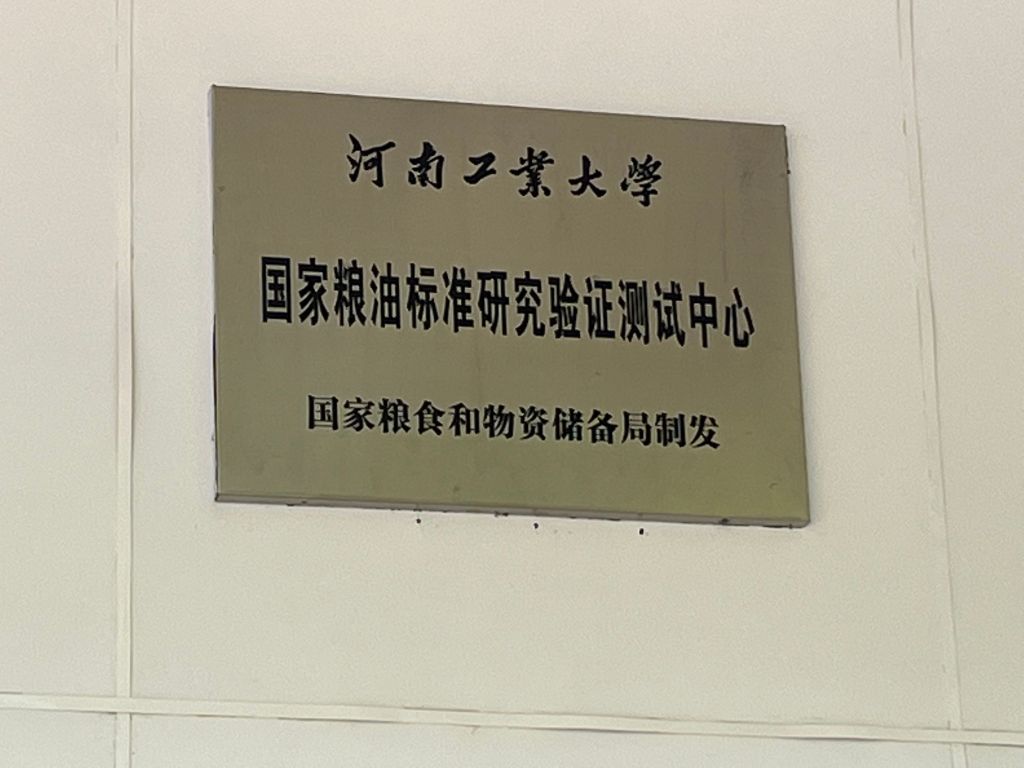 河南工業大學
国家粮油标准研究验证测试中心
国家粮食和物资储备局制发